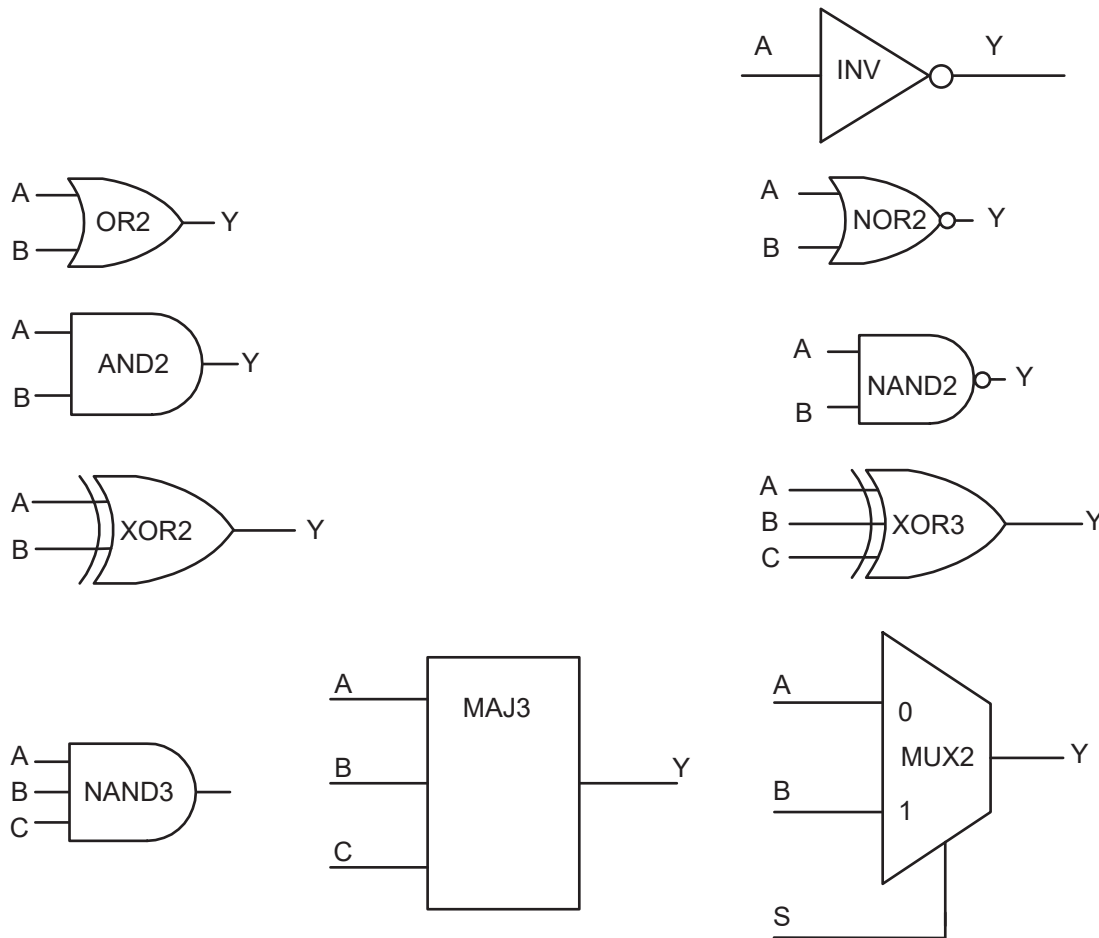 A INV Y
A OR2 Y
B
A NOR2 Y
B
A AND2 Y
B
A NAND2 Y
B
A XOR2 Y
B
A XOR3 Y
B
C
A NAND3
B
C
A MAJ3
B Y
C
A 0
MUX2 Y
B 1
S